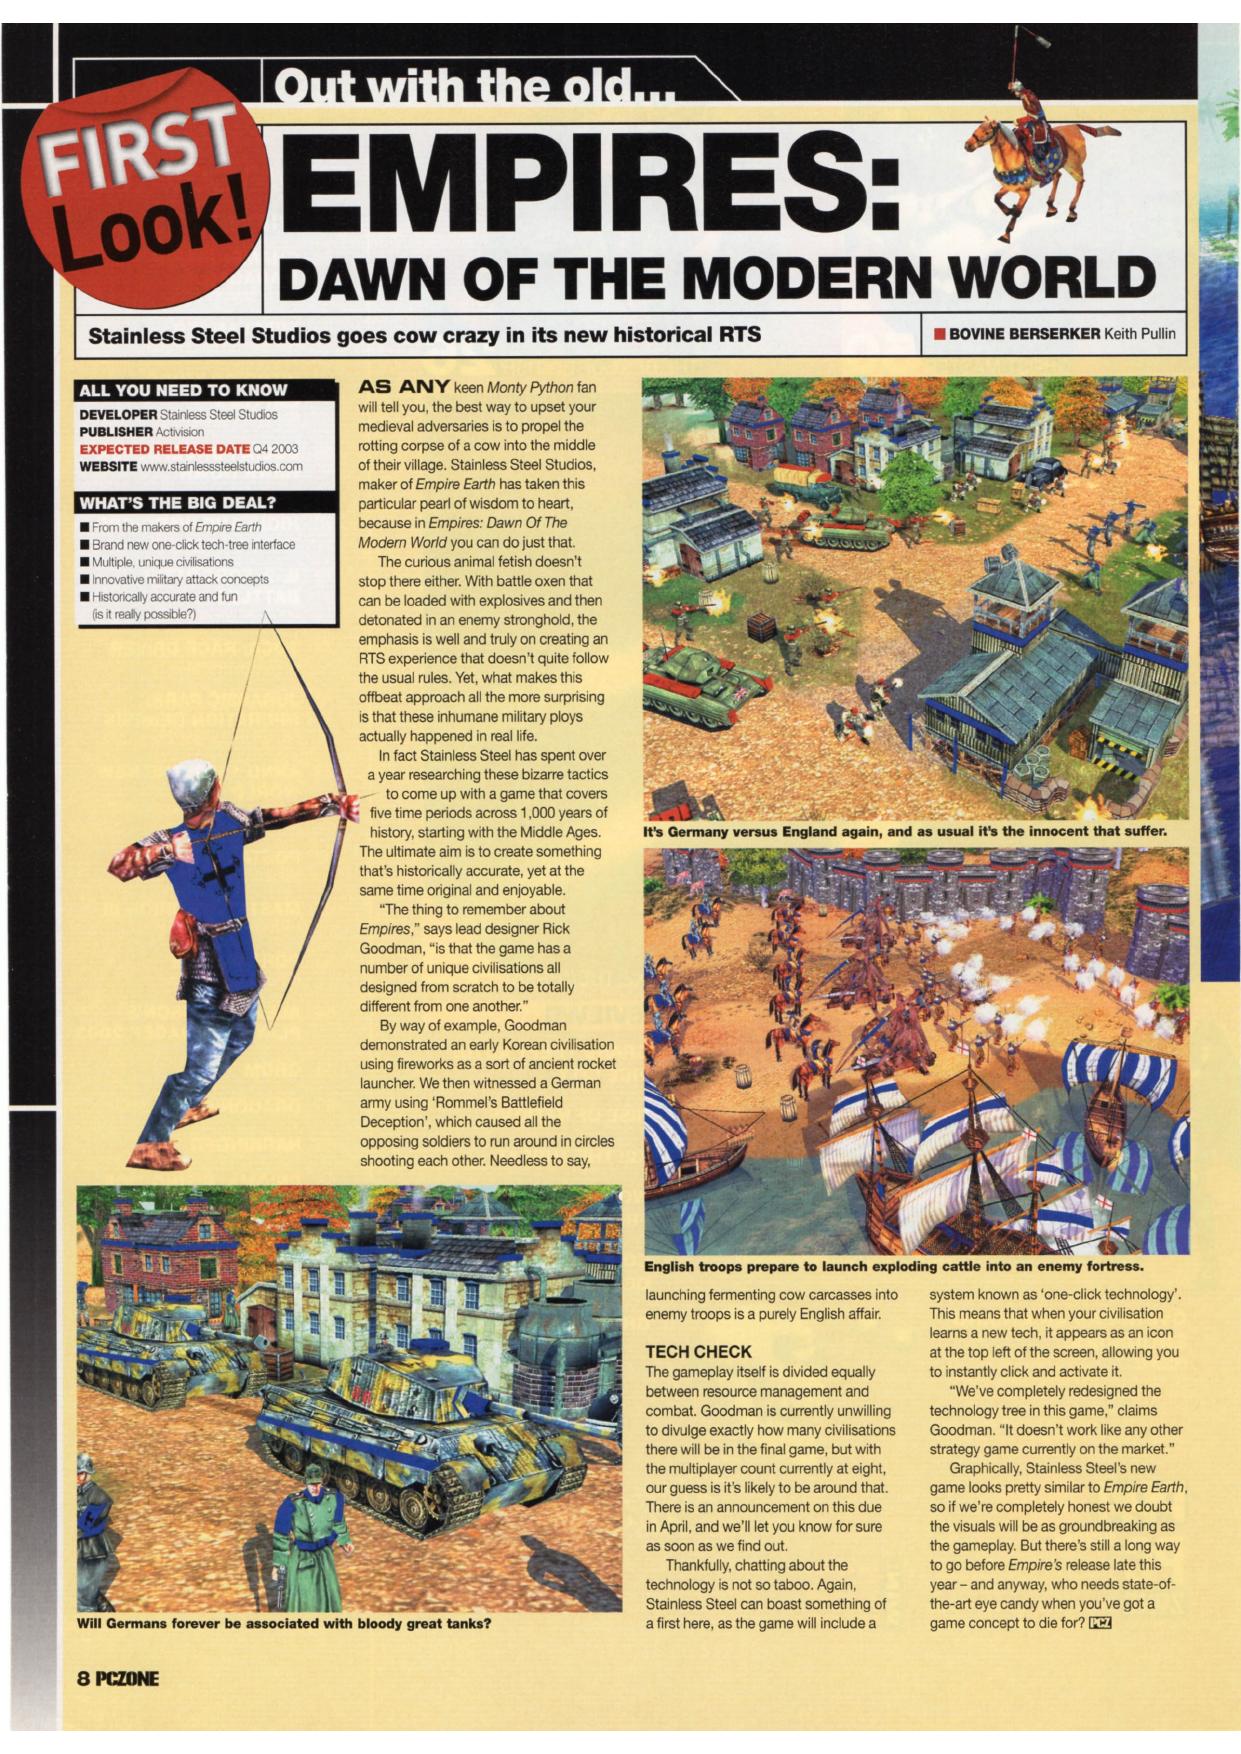 Out with the old...
FIRST
Look!
EMPIRES:
DAWN OF THE MODERN WORLD
Stainless Steel Studios goes cow crazy in its new historical RTS
■ BOVINE BERSERKER Keith Pullin
ALL YOU NEED TO KNOW
DEVELOPER Stainless Steel Studios
PUBLISHER Activision
EXPECTED RELEASE DATE Q4 2003
WEBSITE www.stainlesssteelstudios.com
WHAT'S THE BIG DEAL?
■ From the makers of Empire Earth
■ Brand new one-click tech-tree interface
■ Multiple, unique civilisations
■ Innovative military attack concepts
■ Historically accurate and fun
(is it really possible?)
AS ANY keen Monty Python fan
will tell you, the best way to upset your
medieval adversaries is to propel the
rotting corpse of a cow into the middle
of their village. Stainless Steel Studios,
maker of Empire Earth has taken this
particular pearl of wisdom to heart,
because in Empires: Dawn Of The
Modern World you can do just that.
The curious animal fetish doesn't
stop there either. With battle oxen that
can be loaded with explosives and then
detonated in an enemy stronghold, the
emphasis is well and truly on creating an
RTS experience that doesn't quite follow
the usual rules. Yet, what makes this
offbeat approach all the more surprising
is that these inhumane military ploys
actually happened in real life.
In fact Stainless Steel has spent over
a year researching these bizarre tactics
to come up with a game that covers
five time periods across 1,000 years of
history, starting with the Middle Ages.
The ultimate aim is to create something
that's historically accurate, yet at the
same time original and enjoyable.
"The thing to remember about
Empires," says lead designer Rick
Goodman, "is that the game has a
number of unique civilisations all
designed from scratch to be totally
different from one another."
By way of example, Goodman
demonstrated an early Korean civilisation
using fireworks as a sort of ancient rocket
launcher. We then witnessed a German
army using 'Rommel's Battlefield
Deception', which caused all the
opposing soldiers to run around in circles
shooting each other. Needless to say,
It's Germany versus England again, and as usual it's the innocent that suffer.
English troops prepare to launch exploding cattle into an enemy fortress.
Will Germans forever be associated with bloody great tanks?
launching fermenting cow carcasses into
enemy troops is a purely English affair.
TECH CHECK
The gameplay itself is divided equally
between resource management and
combat. Goodman is currently unwilling
to divulge exactly how many civilisations
there will be in the final game, but with
the multiplayer count currently at eight,
our guess is it's likely to be around that.
There is an announcement on this due
in April, and we'll let you know for sure
as soon as we find out.
Thankfully, chatting about the
technology is not so taboo. Again,
Stainless Steel can boast something of
a first here, as the game will include a
system known as 'one-click technology'.
This means that when your civilisation
learns a new tech, it appears as an icon
at the top left of the screen, allowing you
to instantly click and activate it.
"We've completely redesigned the
technology tree in this game," claims
Goodman. "It doesn't work like any other
strategy game currently on the market."
Graphically, Stainless Steel's new
game looks pretty similar to Empire Earth,
so if we're completely honest we doubt
the visuals will be as groundbreaking as
the gameplay. But there's still a long way
to go before Empire's release late this
year – and anyway, who needs state-of-
the-art eye candy when you've got a
game concept to die for? PCZ
8 PCZONE